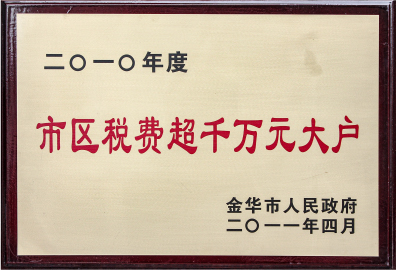 二〇一〇年度
市区税费超千万元大户
金华市人民政府
二〇一一年四月